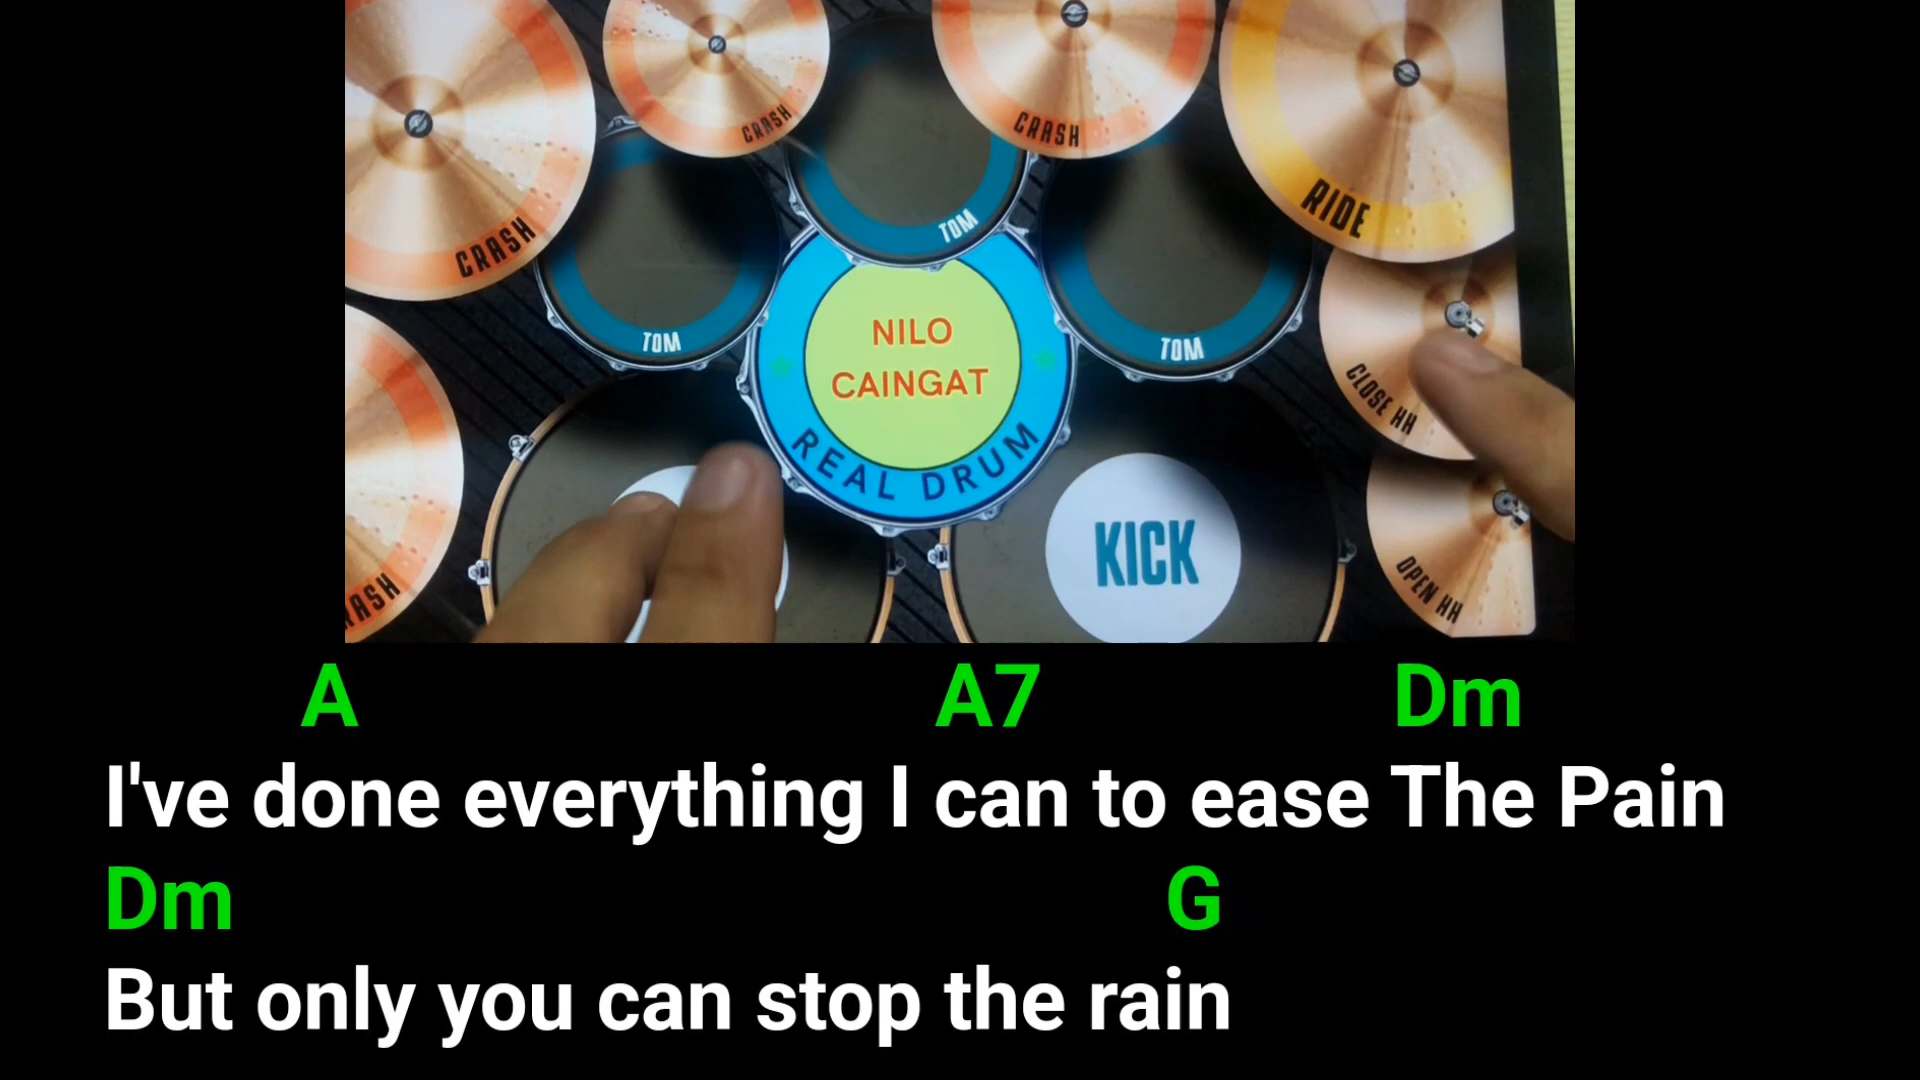 CRASH
CRASH
CRASH
RIDE
TOM
TOM
TOM
NILO
CAINGAT
REAL DRUM
CLOSE HH
KICK
OPEN HH
A A7 Dm
I've done everything I can to ease The Pain
Dm G
But only you can stop the rain